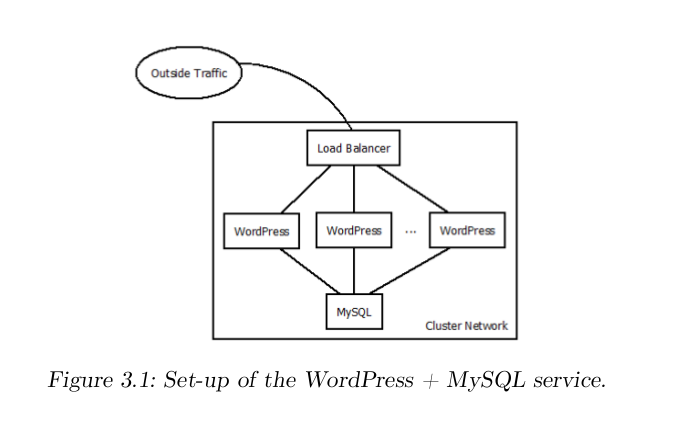 Outside Traffic
Load Balancer
WordPress
WordPress
...
WordPress
MySQL
Cluster Network
Figure 3.1: Set-up of the WordPress + MySQL service.